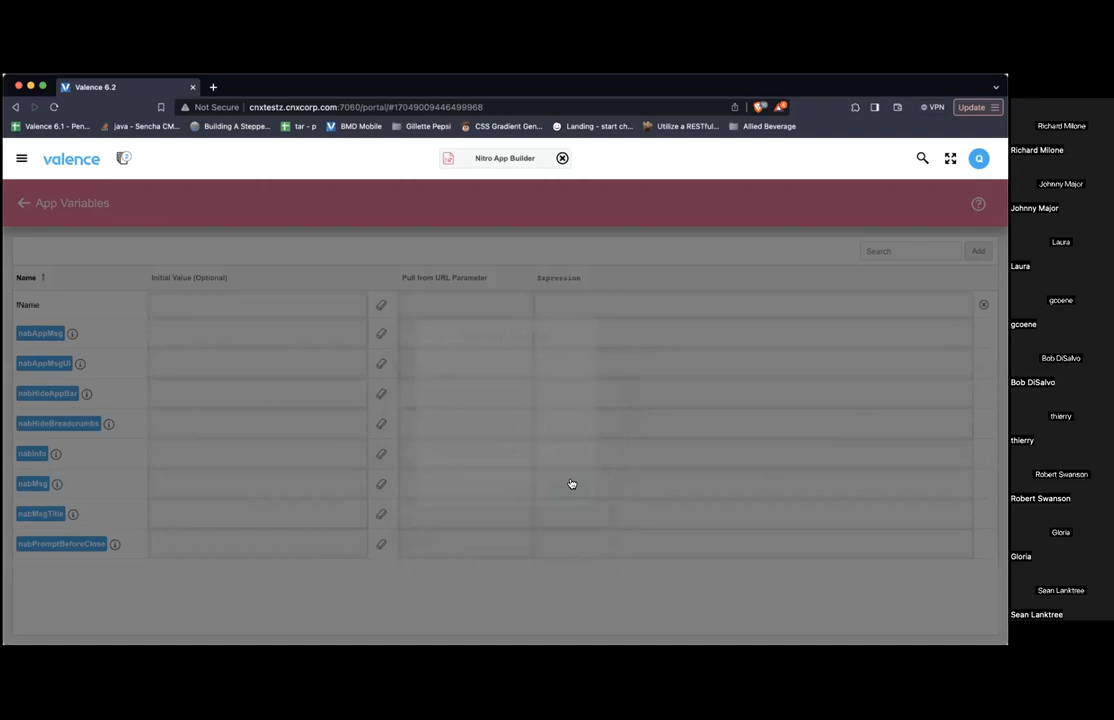 Valence 6.2
Not Secure cnxtestz.cnxcorp.com:7060/portal/#17049009446499968
VPN
Update
Valence 6.1 - Pen...
java - Sencha CM...
Building A Steppe...
tar - p
BMD Mobile
Gillette Pepsi
CSS Gradient Gen...
Landing - start ch...
Utilize a RESTful...
Allied Beverage
valence
Nitro App Builder
Q
App Variables
Search
Add
Name
Initial Value (Optional)
Pull from URL Parameter
Expression
fName
nabAppMsg
nabAppMsgUI
nabHideAppBar
nabHideBreadcrumbs
nabInfo
nabMsg
nabMsgTitle
nabPromptBeforeClose
Richard Milone
Richard Milone
Johnny Major
Johnny Major
Laura
Laura
gcoene
gcoene
Bob DiSalvo
Bob DiSalvo
thierry
thierry
Robert Swanson
Robert Swanson
Gloria
Gloria
Sean Lanktree
Sean Lanktree